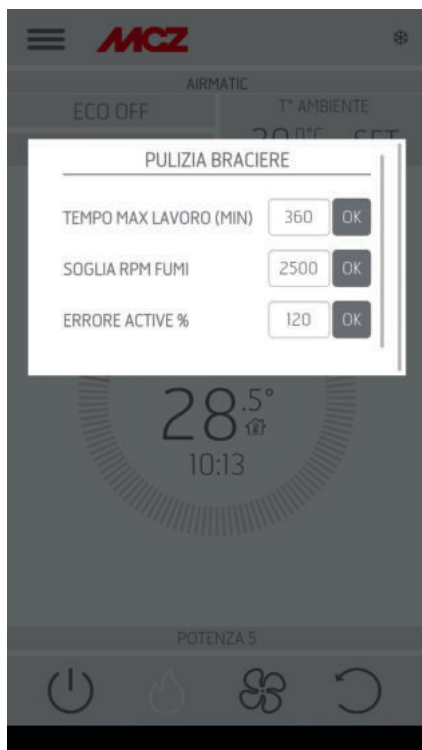 MCZ
AIRMATIC
ECO OFF
T° AMBIENTE
SET
PULIZIA BRACIERE
TEMPO MAX LAVORO (MIN) 360 OK
SOGLIA RPM FUMI 2500 OK
ERRORE ACTIVE % 120 OK
28.5°
10:13
POTENZA 5